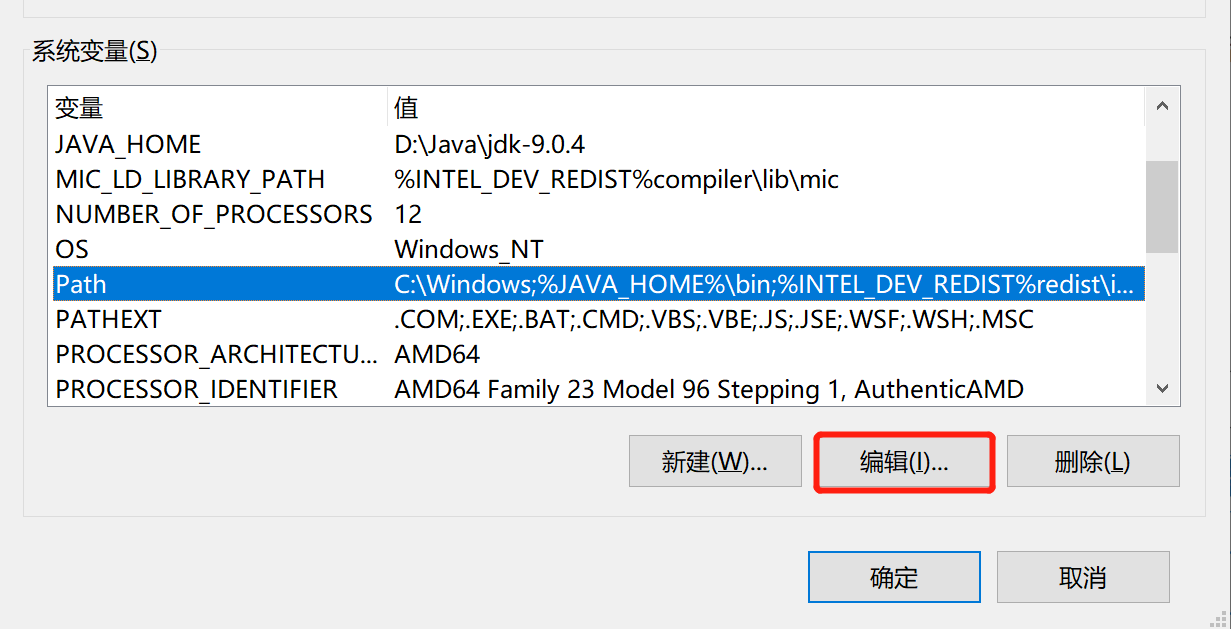 系统变量(S)
变量 值
JAVA_HOME D:\Java\jdk-9.0.4
MIC_LD_LIBRARY_PATH %INTEL_DEV_REDIST%compiler\lib\mic
NUMBER_OF_PROCESSORS 12
OS Windows_NT
Path C:\Windows;%JAVA_HOME%\bin;%INTEL_DEV_REDIST%redist\i...
PATHEXT .COM;.EXE;.BAT;.CMD;.VBS;.VBE;.JS;.JSE;.WSF;.WSH;.MSC
PROCESSOR_ARCHITECTU... AMD64
PROCESSOR_IDENTIFIER AMD64 Family 23 Model 96 Stepping 1, AuthenticAMD
新建(W)... 编辑(I)... 删除(L)
确定 取消